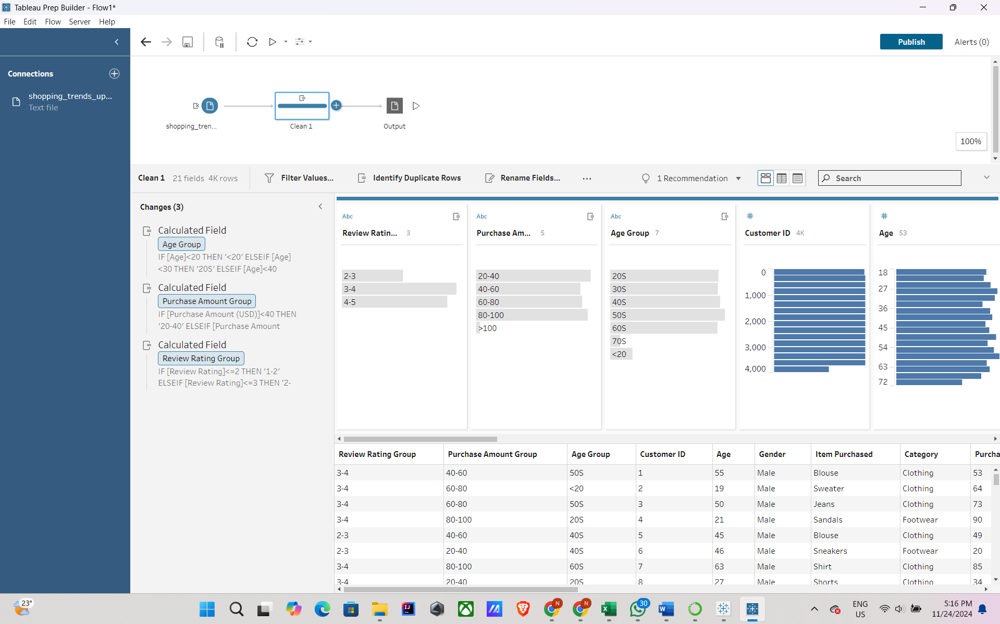 Tableau Prep Builder - Flow1*
File Edit Flow Server Help
Publish Alerts (0)
Connections
shopping_trends_up...
Text file
shopping_tren... Clean 1 Output
100%
Clean 1 21 fields 4K rows Filter Values... Identify Duplicate Rows Rename Fields... ... 1 Recommendation Search
Changes (3)
Calculated Field
Age Group
IF [Age]<20 THEN '<20' ELSEIF [Age]
<30 THEN '20S' ELSEIF [Age]<40
Calculated Field
Purchase Amount Group
IF [Purchase Amount (USD)]<40 THEN
'20-40' ELSEIF [Purchase Amount
Calculated Field
Review Rating Group
IF [Review Rating]<=2 THEN '1-2'
ELSEIF [Review Rating]<=3 THEN '2-
Abc
Review Ratin... 3
2-3
3-4
4-5
Abc
Purchase Am... 5
20-40
40-60
60-80
80-100
>100
Abc
Age Group 7
20S
30S
40S
50S
60S
70S
<20
#
Customer ID 4K
0
1,000
2,000
3,000
4,000
#
Age 53
18
27
36
45
54
63
72
Review Rating Group Purchase Amount Group Age Group Customer ID Age Gender Item Purchased Category Purcha
3-4 40-60 50S 1 55 Male Blouse Clothing 53
3-4 60-80 <20 2 19 Male Sweater Clothing 64
3-4 60-80 50S 3 50 Male Jeans Clothing 73
3-4 80-100 20S 4 21 Male Sandals Footwear 90
2-3 40-60 40S 5 45 Male Blouse Clothing 49
2-3 20-40 40S 6 46 Male Sneakers Footwear 20
3-4 80-100 60S 7 63 Male Shirt Clothing 85
3-4 20-40 20S 8 27 Male Shorts Clothing 34
23°
N N 30
ENG
US
5:16 PM
11/24/2024